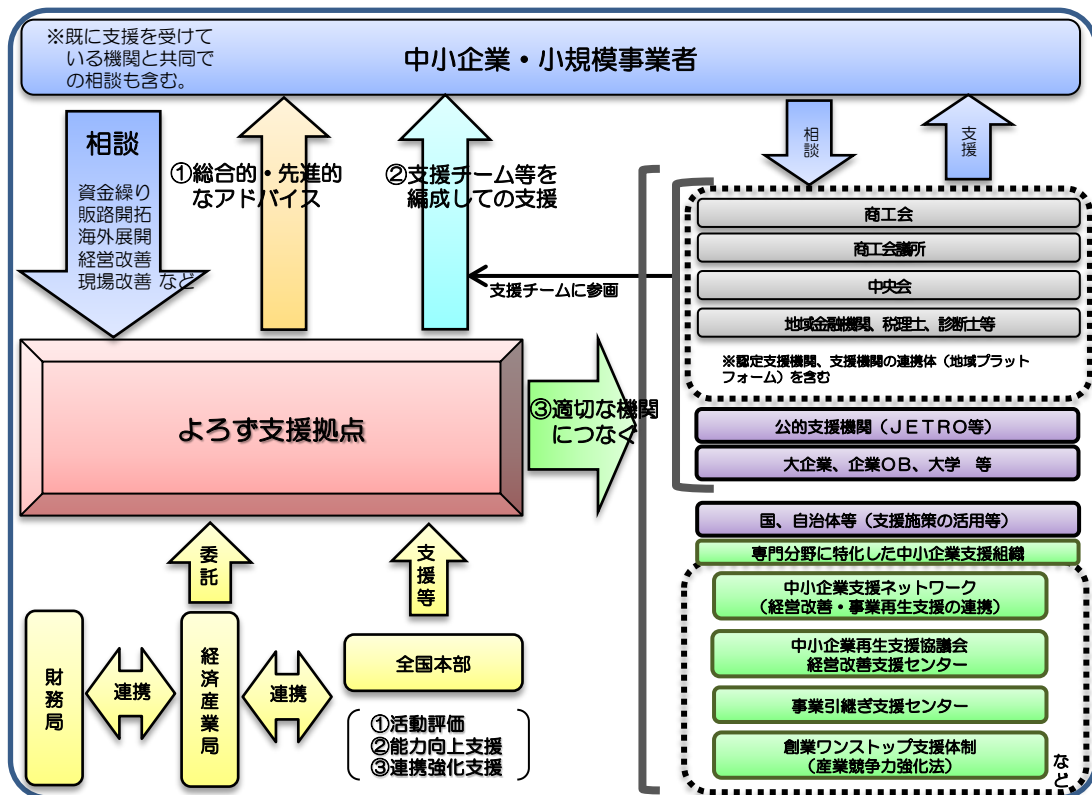 ※既に支援を受けて
いる機関と共同で
の相談も含む。
中小企業・小規模事業者
相談
資金繰り
販路開拓
海外展開
経営改善
現場改善 など
①総合的・先進的
なアドバイス
②支援チーム等を
編成しての支援
相談
支援
支援チームに参画
商工会
商工会議所
中央会
地域金融機関、税理士、診断士等
※認定支援機関、支援機関の連携体（地域プラット
フォーム）を含む
よろず支援拠点
③適切な機関
につなぐ
公的支援機関（ＪＥＴＲＯ等）
大企業、企業ＯＢ、大学　等
国、自治体等（支援施策の活用等）
専門分野に特化した中小企業支援組織
中小企業支援ネットワーク
（経営改善・事業再生支援の連携）
中小企業再生支援協議会
経営改善支援センター
事業引継ぎ支援センター
創業ワンストップ支援体制
（産業競争力強化法）
など
委託
支援等
財務局
連携
経済産業局
連携
全国本部
①活動評価
②能力向上支援
③連携強化支援